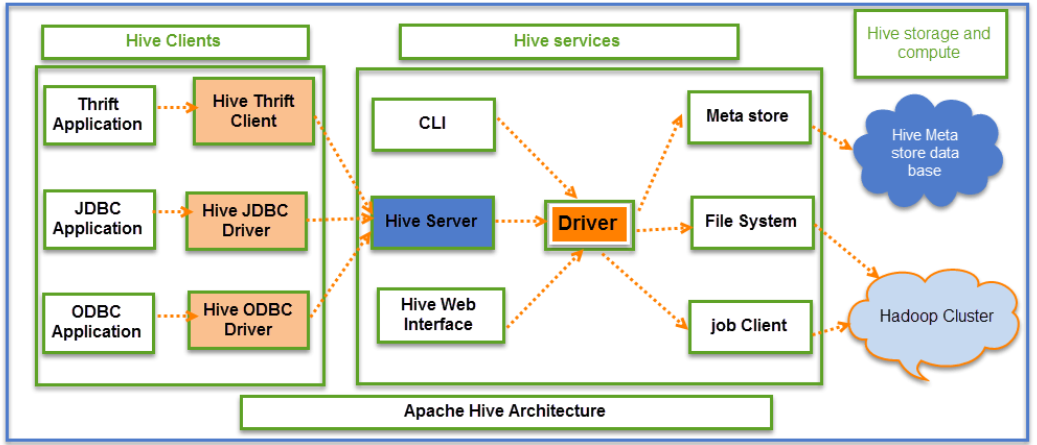 Hive Clients
Hive services
Hive storage and
compute
Thrift
Application
Hive Thrift
Client
CLI
Meta store
Hive Meta
store data
base
JDBC
Application
Hive JDBC
Driver
Hive Server
Driver
File System
ODBC
Application
Hive ODBC
Driver
Hive Web
Interface
job Client
Hadoop Cluster
Apache Hive Architecture